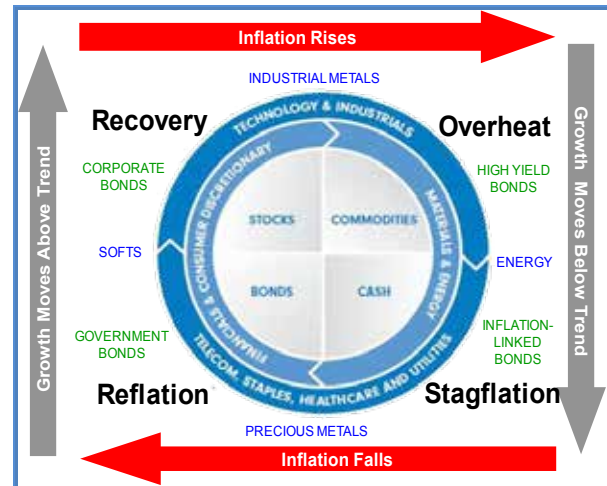 Inflation Rises
INDUSTRIAL METALS
Recovery
TECHNOLOGY & INDUSTRIALS
Overheat
CORPORATE
BONDS
HIGH YIELD
BONDS
Growth Moves Above Trend
Growth Moves Below Trend
FINANCIALS & CONSUMER DISCRETIONARY
MATERIALS & ENERGY
STOCKS
COMMODITIES
SOFTS
ENERGY
BONDS
CASH
GOVERNMENT
BONDS
INFLATION-
LINKED
BONDS
TELECOM, STAPLES, HEALTHCARE AND UTILITIES
Reflation
Stagflation
PRECIOUS METALS
Inflation Falls